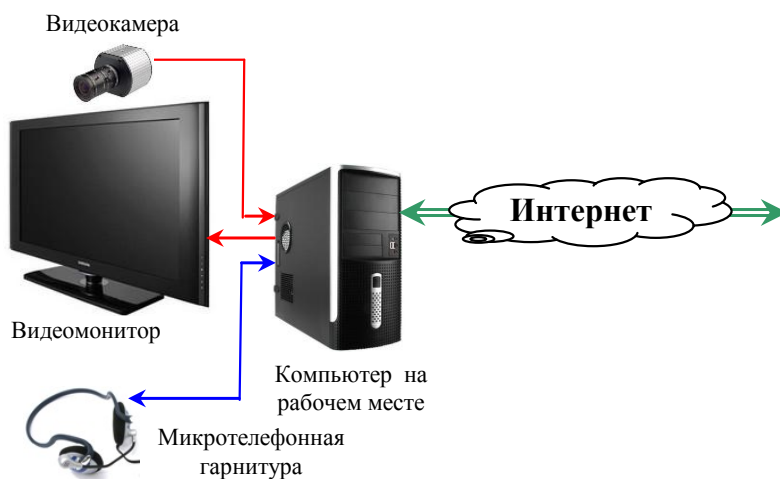 Видеокамера
Интернет
Видеомонитор
Компьютер на
рабочем месте
Микротелефонная
гарнитура